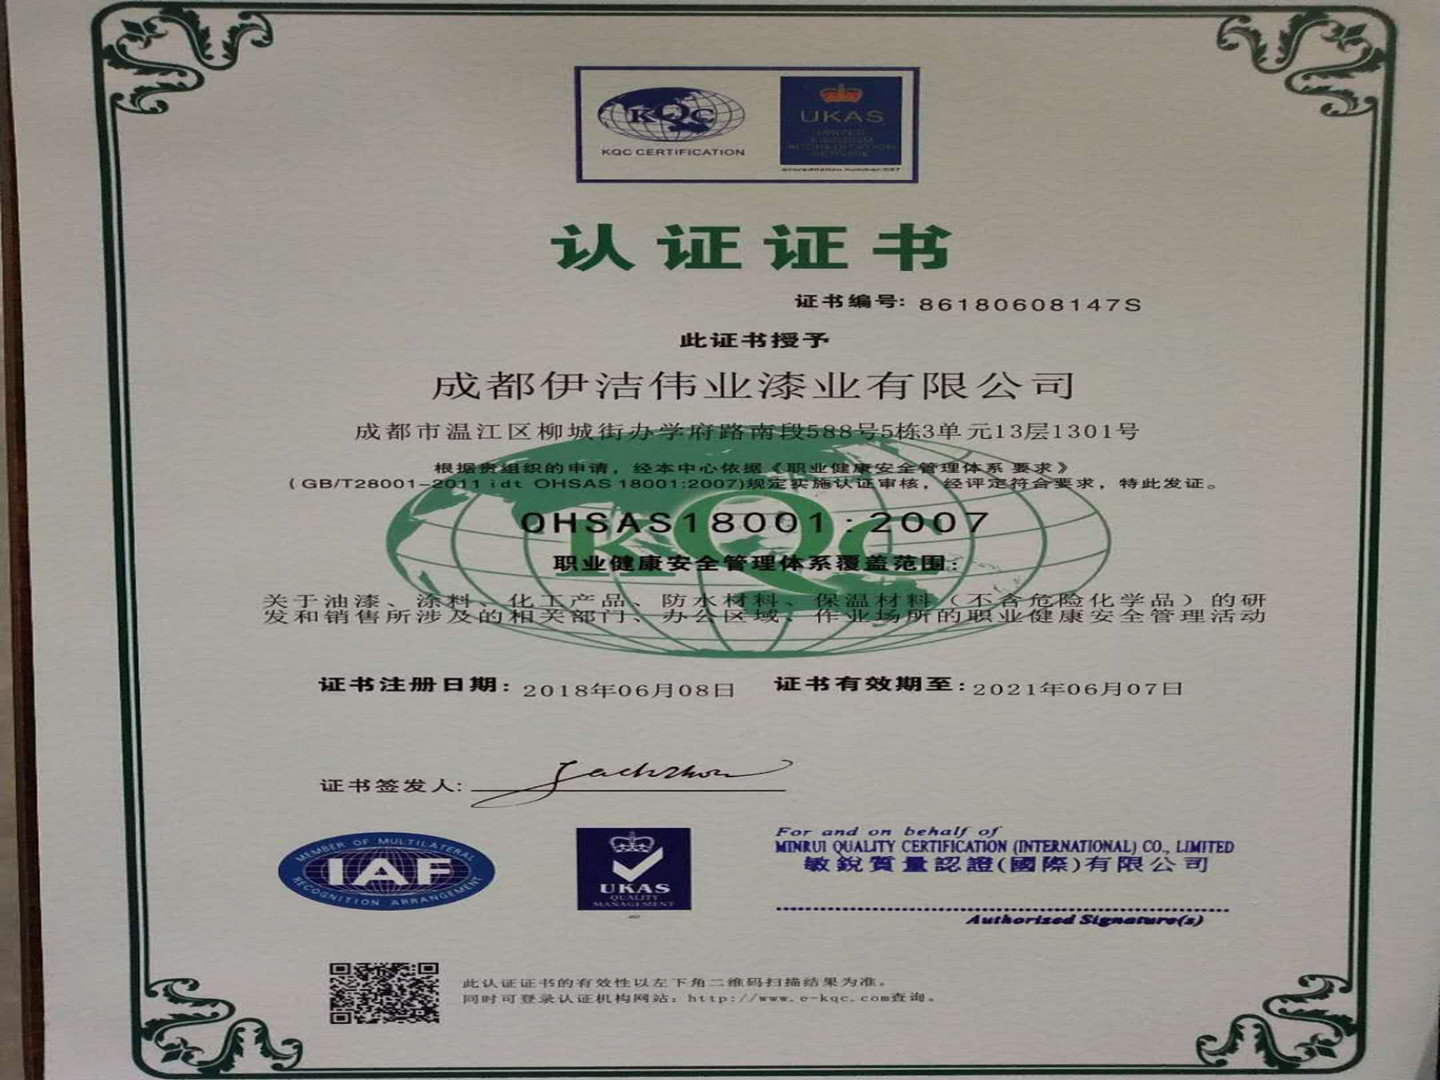 KQC
KQC CERTIFICATION
UKAS
UNITED
KINGDOM
ACCREDITATION
SERVICE
认证证书
证书编号: 86180608147S
此证书授予
成都伊洁伟业漆业有限公司
成都市温江区柳城街办学府路南段588号5栋3单元13层1301号
根据贵组织的申请，经本中心依据《职业健康安全管理体系 要求》
（GB/T28001-2011 idt OHSAS 18001:2007)规定实施认证审核，经评定符合要求，特此发证。
OHSAS18001:2007
KQC
职业健康安全管理体系覆盖范围：
关于油漆、涂料、化工产品、防水材料、保温材料（不含危险化学品）的研
发和销售所涉及的相关部门、办公区域、作业场所的职业健康安全管理活动
证书注册日期: 2018年06月08日 证书有效期至: 2021年06月07日
证书签发人:
MEMBER OF MULTILATERAL
IAF
RECOGNITION ARRANGEMENT
UKAS
QUALITY
MANAGEMENT
For and on behalf of
MINRUI QUALITY CERTIFICATION (INTERNATIONAL) CO., LIMITED
敏銳質量認證(國際)有限公司
Authorized Signature(s)
此认证证书的有效性以左下角二维码扫描结果为准。
同时可登录认证机构网站：http://www.e-kqc.com查询。